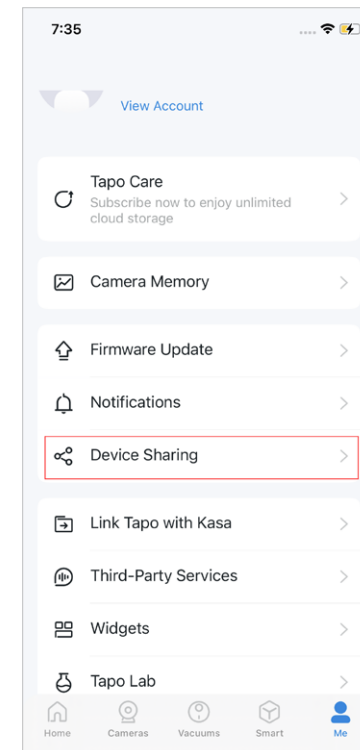 7:35
View Account
Tapo Care
Subscribe now to enjoy unlimited
cloud storage
Camera Memory
Firmware Update
Notifications
Device Sharing
Link Tapo with Kasa
Third-Party Services
Widgets
Tapo Lab
Home Cameras Vacuums Smart Me